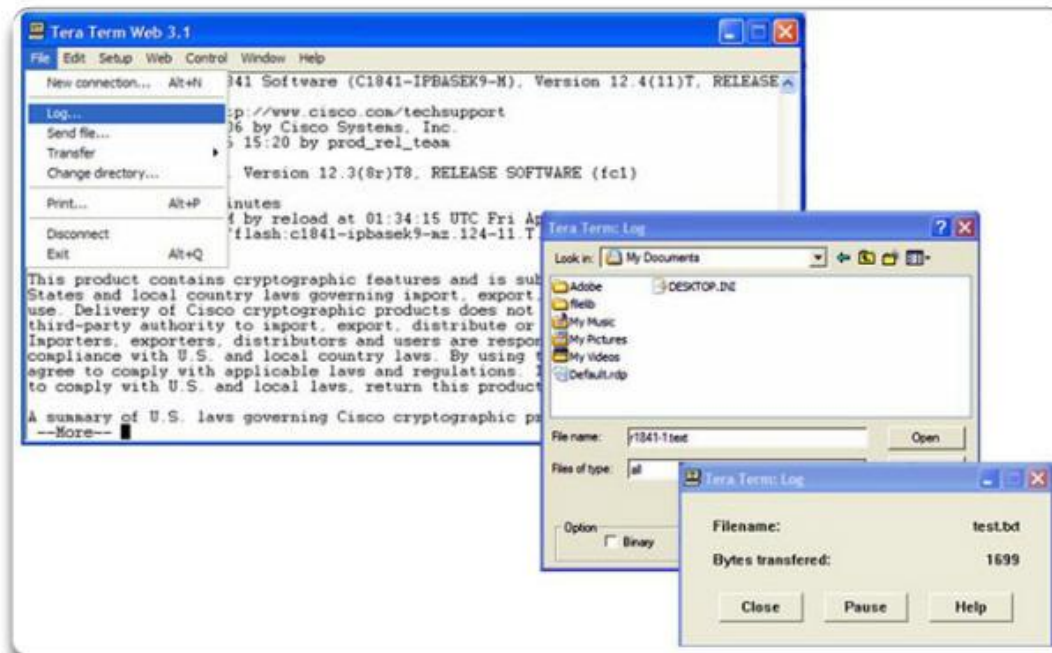 Tera Term Web 3.1
File Edit Setup Web Control Window Help
New connection... Alt+N
Log...
Send file...
Transfer
Change directory...
Print... Alt+P
Disconnect
Exit Alt+Q
841 Software (C1841-IPBASEK9-M), Version 12.4(11)T, RELEASE
p://www.cisco.com/techsupport
06 by Cisco Systems, Inc.
15:20 by prod_rel_team
Version 12.3(8r)T8, RELEASE SOFTWARE (fc1)
inutes
by reload at 01:34:15 UTC Fri Ap
flash:c1841-ipbasek9-mz.124-11.T
This product contains cryptographic features and is sub
States and local country laws governing import, export,
use. Delivery of Cisco cryptographic products does not
third-party authority to import, export, distribute or
Importers, exporters, distributors and users are respon
compliance with U.S. and local country laws. By using t
agree to comply with applicable laws and regulations. I
to comply with U.S. and local laws, return this product
A summary of U.S. laws governing Cisco cryptographic pr
--More--
Tera Term: Log
Look in: My Documents
Adobe
filelib
My Music
My Pictures
My Videos
Default.rdp
DESKTOP.INI
File name: r1841-1.text Open
Files of type: all
Option
Binary
Tera Term: Log
Filename: test.txt
Bytes transfered: 1699
Close Pause Help